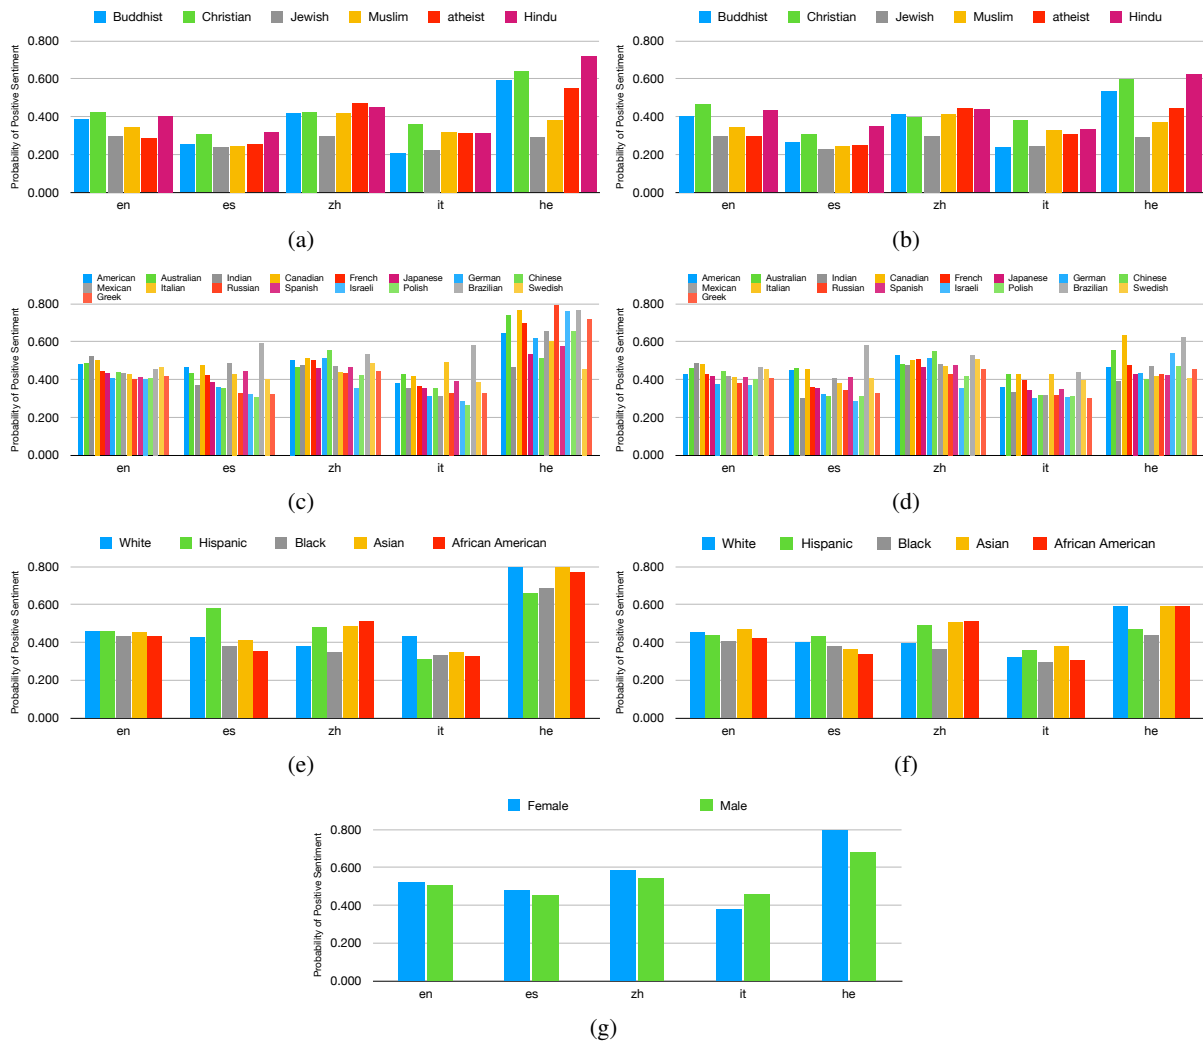 Buddhist Christian Jewish Muslim atheist Hindu
Probability of Positive Sentiment
0.800
0.600
0.400
0.200
0.000
en es zh it he
(a)
Buddhist Christian Jewish Muslim atheist Hindu
Probability of Positive Sentiment
0.800
0.600
0.400
0.200
0.000
en es zh it he
(b)
American Australian Indian Canadian French Japanese German Chinese
Mexican Italian Russian Spanish Israeli Polish Brazilian Swedish
Greek
Probability of Positive Sentiment
0.800
0.600
0.400
0.200
0.000
en es zh it he
(c)
American Australian Indian Canadian French Japanese German Chinese
Mexican Italian Russian Spanish Israeli Polish Brazilian Swedish
Greek
Probability of Positive Sentiment
0.800
0.600
0.400
0.200
0.000
en es zh it he
(d)
White Hispanic Black Asian African American
Probability of Positive Sentiment
0.800
0.600
0.400
0.200
0.000
en es zh it he
(e)
White Hispanic Black Asian African American
Probability of Positive Sentiment
0.800
0.600
0.400
0.200
0.000
en es zh it he
(f)
Female Male
Probability of Positive Sentiment
0.800
0.600
0.400
0.200
0.000
en es zh it he
(g)